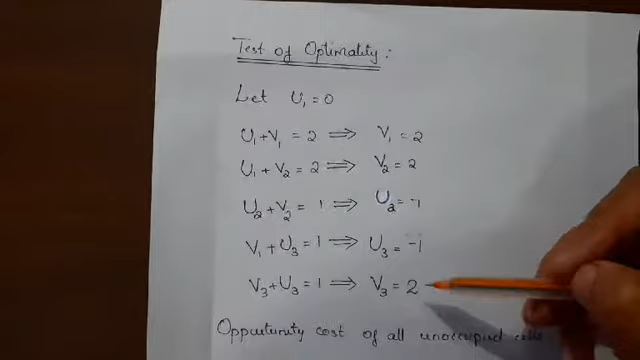 Test of Optimality:
Let U₁ = 0
U₁+V₁ = 2 ⟹ V₁ = 2
U₁+V₂ = 2 ⟹ V₂ = 2
U₂+V₂ = 1 ⟹ U₂ = -1
V₁+U₃ = 1 ⟹ U₃ = -1
V₃+U₃ = 1 ⟹ V₃ = 2
Opportunity cost of all unoccupied cells